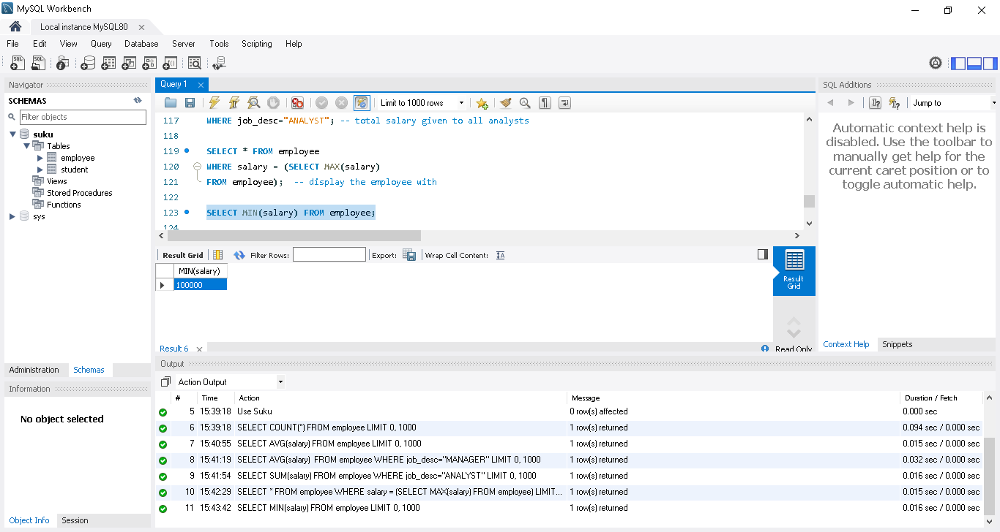 MySQL Workbench
Local instance MySQL80
File Edit View Query Database Server Tools Scripting Help
Navigator
SCHEMAS
Filter objects
suku
Tables
employee
student
Views
Stored Procedures
Functions
sys
Administration Schemas
Information
No object selected
Object Info Session
Query 1
Limit to 1000 rows
117 WHERE job_desc="ANALYST"; -- total salary given to all analysts
118
119 SELECT * FROM employee
120 WHERE salary = (SELECT MAX(salary)
121 FROM employee); -- display the employee with
122
123 SELECT MIN(salary) FROM employee;
124
Result Grid Filter Rows: Export: Wrap Cell Content:
MIN(salary)
100000
Result Grid
Result 6
Read Only
SQL Additions
Jump to
Automatic context help is
disabled. Use the toolbar to
manually get help for the
current caret position or to
toggle automatic help.
Context Help Snippets
Output
Action Output
# Time Action Message Duration / Fetch
5 15:39:18 Use Suku 0 row(s) affected 0.000 sec
6 15:39:18 SELECT COUNT(*) FROM employee LIMIT 0, 1000 1 row(s) returned 0.094 sec / 0.000 sec
7 15:40:55 SELECT AVG(salary) FROM employee LIMIT 0, 1000 1 row(s) returned 0.015 sec / 0.000 sec
8 15:41:19 SELECT AVG(salary) FROM employee WHERE job_desc="MANAGER" LIMIT 0, 1000 1 row(s) returned 0.032 sec / 0.000 sec
9 15:41:54 SELECT SUM(salary) FROM employee WHERE job_desc="ANALYST" LIMIT 0, 1000 1 row(s) returned 0.016 sec / 0.000 sec
10 15:42:29 SELECT * FROM employee WHERE salary = (SELECT MAX(salary) FROM employee) LIMIT... 1 row(s) returned 0.015 sec / 0.000 sec
11 15:43:42 SELECT MIN(salary) FROM employee LIMIT 0, 1000 1 row(s) returned 0.016 sec / 0.000 sec